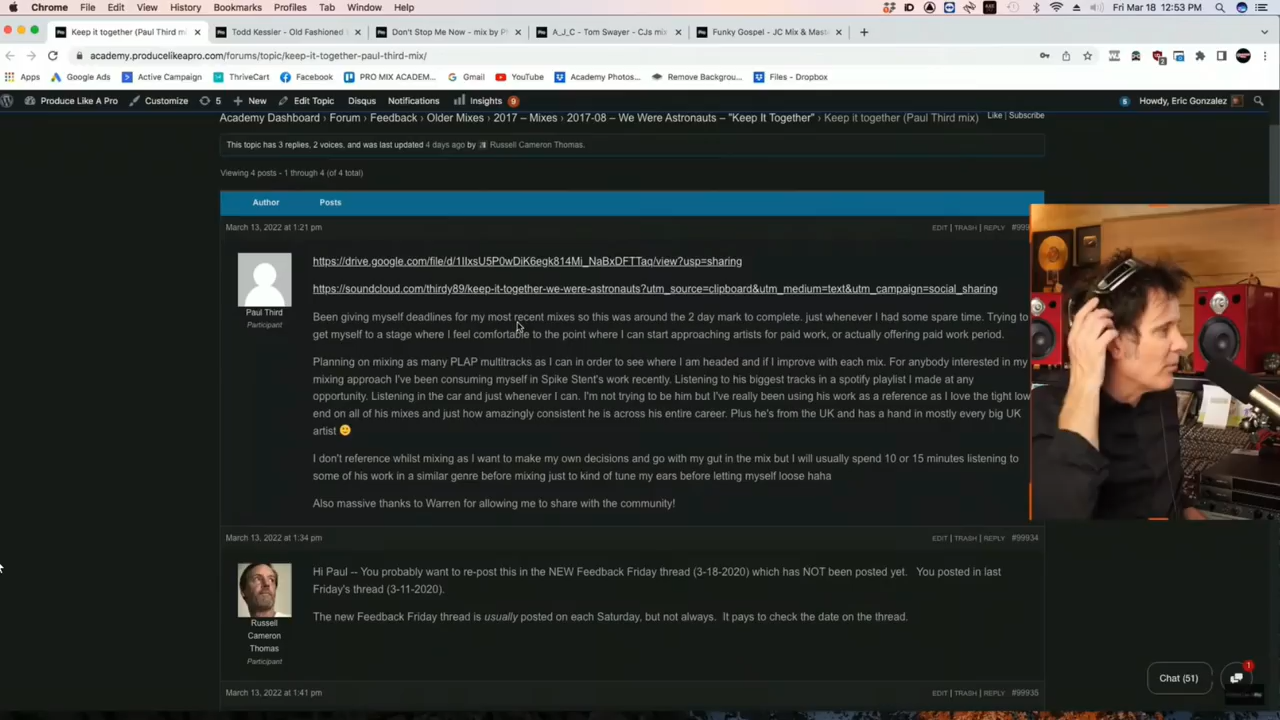 Chrome File Edit View History Bookmarks Profiles Tab Window Help Fri Mar 18 12:53 PM
Keep it together (Paul Third mi Todd Kessler - Old Fashioned Don't Stop Me Now - mix by P A_J_C - Tom Swayer - CJs mix Funky Gospel - JC Mix & Mast
academy.producelikeapro.com/forums/topic/keep-it-together-paul-third-mix/
Apps Google Ads Active Campaign ThriveCart Facebook PRO MIX ACADEM... Gmail YouTube Academy Photos... Remove Backgrou... Files - Dropbox
Produce Like A Pro Customize 5 New Edit Topic Disqus Notifications Insights 9 5 Howdy, Eric Gonzalez
Academy Dashboard › Forum › Feedback › Older Mixes › 2017 – Mixes › 2017-08 – We Were Astronauts – "Keep It Together" › Keep it together (Paul Third mix) Like | Subscribe
This topic has 3 replies, 2 voices, and was last updated 4 days ago by Russell Cameron Thomas.
Viewing 4 posts - 1 through 4 (of 4 total)
Author Posts
March 13, 2022 at 1:21 pm EDIT | TRASH | REPLY
https://drive.google.com/file/d/1IIxsU5P0wDiK6egk814Mi_NaBxDFTTaq/view?usp=sharing
https://soundcloud.com/thirdy89/keep-it-together-we-were-astronauts?utm_source=clipboard&utm_medium=text&utm_campaign=social_sharing
Paul Third
Participant
Been giving myself deadlines for my most recent mixes so this was around the 2 day mark to complete. just whenever I had some spare time. Trying to
get myself to a stage where I feel comfortable to the point where I can start approaching artists for paid work, or actually offering paid work period.
Planning on mixing as many PLAP multitracks as I can in order to see where I am headed and if I improve with each mix. For anybody interested in my
mixing approach I've been consuming myself in Spike Stent's work recently. Listening to his biggest tracks in a spotify playlist I made at any
opportunity. Listening in the car and just whenever I can. I'm not trying to be him but I've really been using his work as a reference as I love the tight low
end on all of his mixes and just how amazingly consistent he is across his entire career. Plus he's from the UK and has a hand in mostly every big UK
artist 🙂
I don't reference whilst mixing as I want to make my own decisions and go with my gut in the mix but I will usually spend 10 or 15 minutes listening to
some of his work in a similar genre before mixing just to kind of tune my ears before letting myself loose haha
Also massive thanks to Warren for allowing me to share with the community!
March 13, 2022 at 1:34 pm EDIT | TRASH | REPLY #99934
Russell
Cameron
Thomas
Participant
Hi Paul -- You probably want to re-post this in the NEW Feedback Friday thread (3-18-2020) which has NOT been posted yet. You posted in last
Friday's thread (3-11-2020).
The new Feedback Friday thread is usually posted on each Saturday, but not always. It pays to check the date on the thread.
Chat (51) 1
March 13, 2022 at 1:41 pm EDIT | TRASH | REPLY #99935